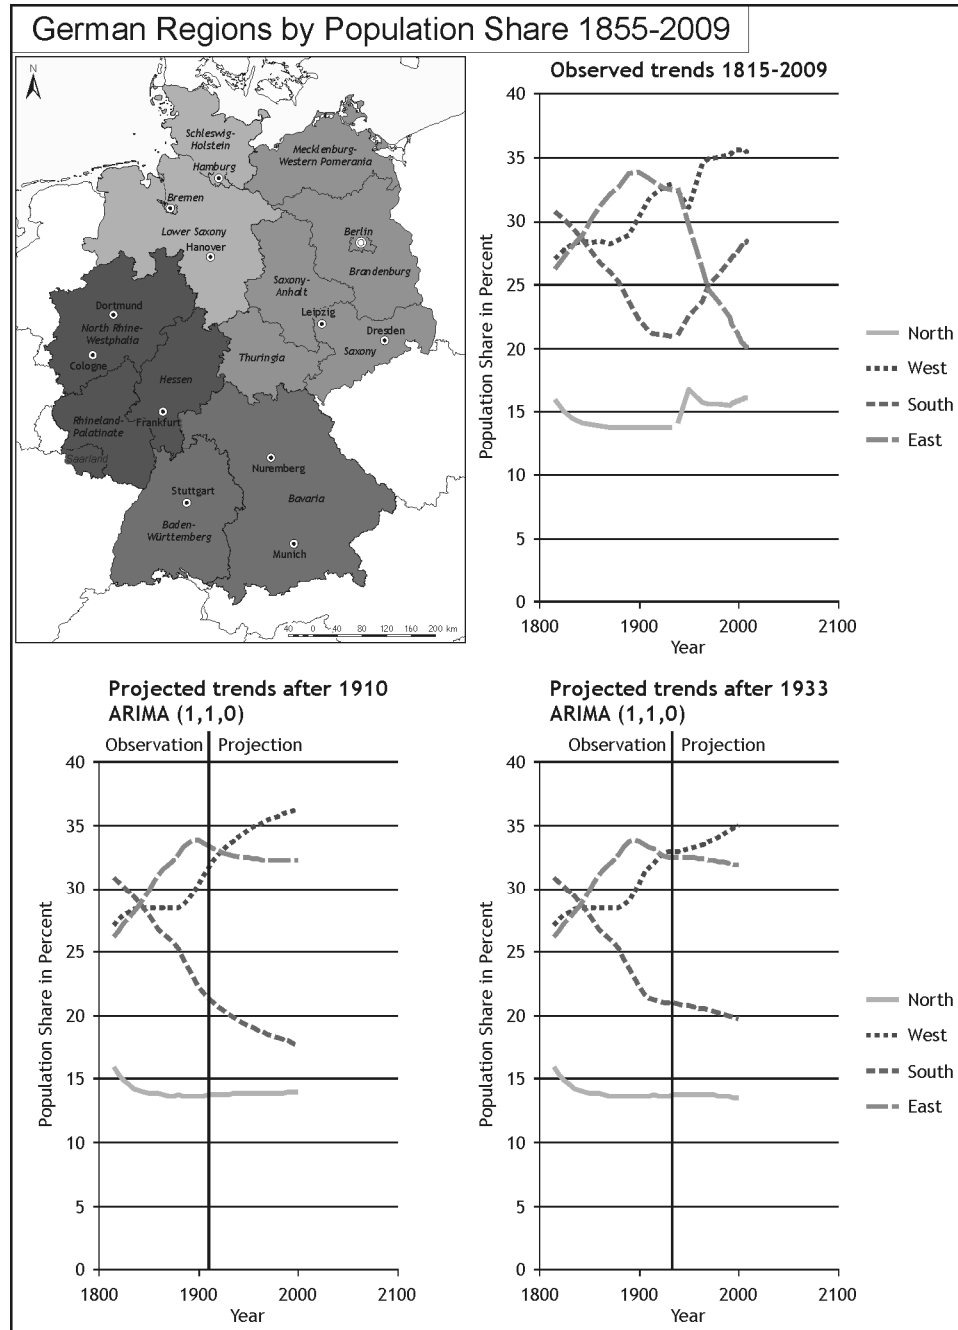 German Regions by Population Share 1855-2009
N
Schleswig-
Holstein
Hamburg
Mecklenburg-
Western Pomerania
Bremen
Lower Saxony
Hanover
Berlin
Brandenburg
Saxony-
Anhalt
Leipzig
Dresden
Saxony
Thuringia
Dortmund
North Rhine-
Westphalia
Cologne
Hessen
Rhineland-
Palatinate
Frankfurt
Saarland
Nuremberg
Bavaria
Stuttgart
Baden-
Württemberg
Munich
40 0 40 80 120 160 200 km
Observed trends 1815-2009
Population Share in Percent
40
35
30
25
20
15
10
5
0
1800 1900 2000 2100
Year
North
West
South
East
Projected trends after 1910
ARIMA (1,1,0)
Observation Projection
Population Share in Percent
40
35
30
25
20
15
10
5
0
1800 1900 2000 2100
Year
Projected trends after 1933
ARIMA (1,1,0)
Observation Projection
Population Share in Percent
40
35
30
25
20
15
10
5
0
1800 1900 2000 2100
Year
North
West
South
East